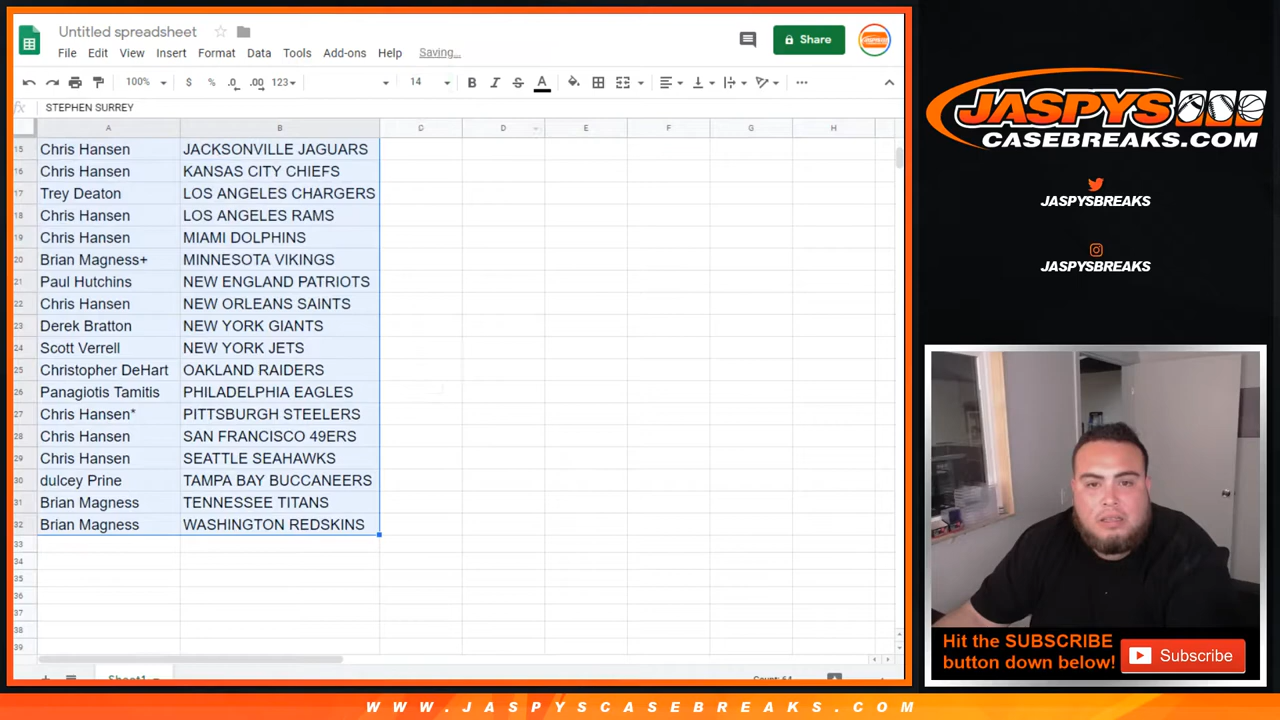 Untitled spreadsheet
File Edit View Insert Format Data Tools Add-ons Help Saving...
Share
100% $ % .0 .00 123 14 B I S A
fx STEPHEN SURREY
A B C D E F G H
15 Chris Hansen JACKSONVILLE JAGUARS
16 Chris Hansen KANSAS CITY CHIEFS
17 Trey Deaton LOS ANGELES CHARGERS
18 Chris Hansen LOS ANGELES RAMS
19 Chris Hansen MIAMI DOLPHINS
20 Brian Magness+ MINNESOTA VIKINGS
21 Paul Hutchins NEW ENGLAND PATRIOTS
22 Chris Hansen NEW ORLEANS SAINTS
23 Derek Bratton NEW YORK GIANTS
24 Scott Verrell NEW YORK JETS
25 Christopher DeHart OAKLAND RAIDERS
26 Panagiotis Tamitis PHILADELPHIA EAGLES
27 Chris Hansen* PITTSBURGH STEELERS
28 Chris Hansen SAN FRANCISCO 49ERS
29 Chris Hansen SEATTLE SEAHAWKS
30 dulcey Prine TAMPA BAY BUCCANEERS
31 Brian Magness TENNESSEE TITANS
32 Brian Magness WASHINGTON REDSKINS
33
34
35
36
37
38
39
Sheet1 Count: 64
JASPYS
CASEBREAKS.COM
JASPYSBREAKS
JASPYSBREAKS
Hit the SUBSCRIBE
button down below!
Subscribe
WWW.JASPYSCASEBREAKS.COM